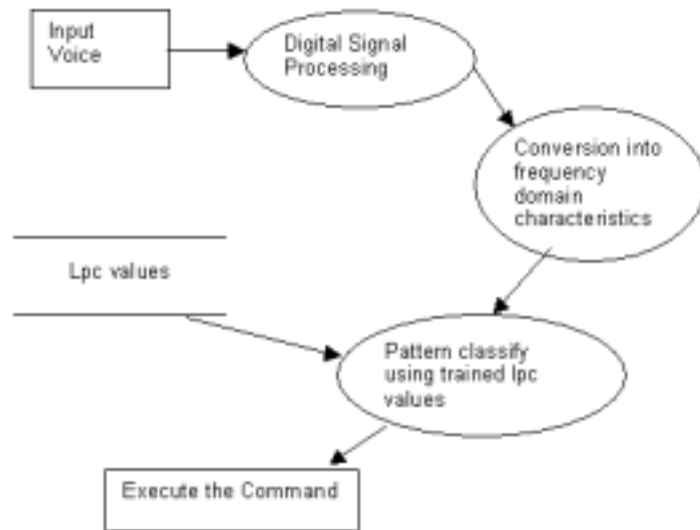 Input
Voice
Digital Signal
Processing
Conversion into
frequency
domain
characteristics
Lpc values
Pattern classify
using trained lpc
values
Execute the Command